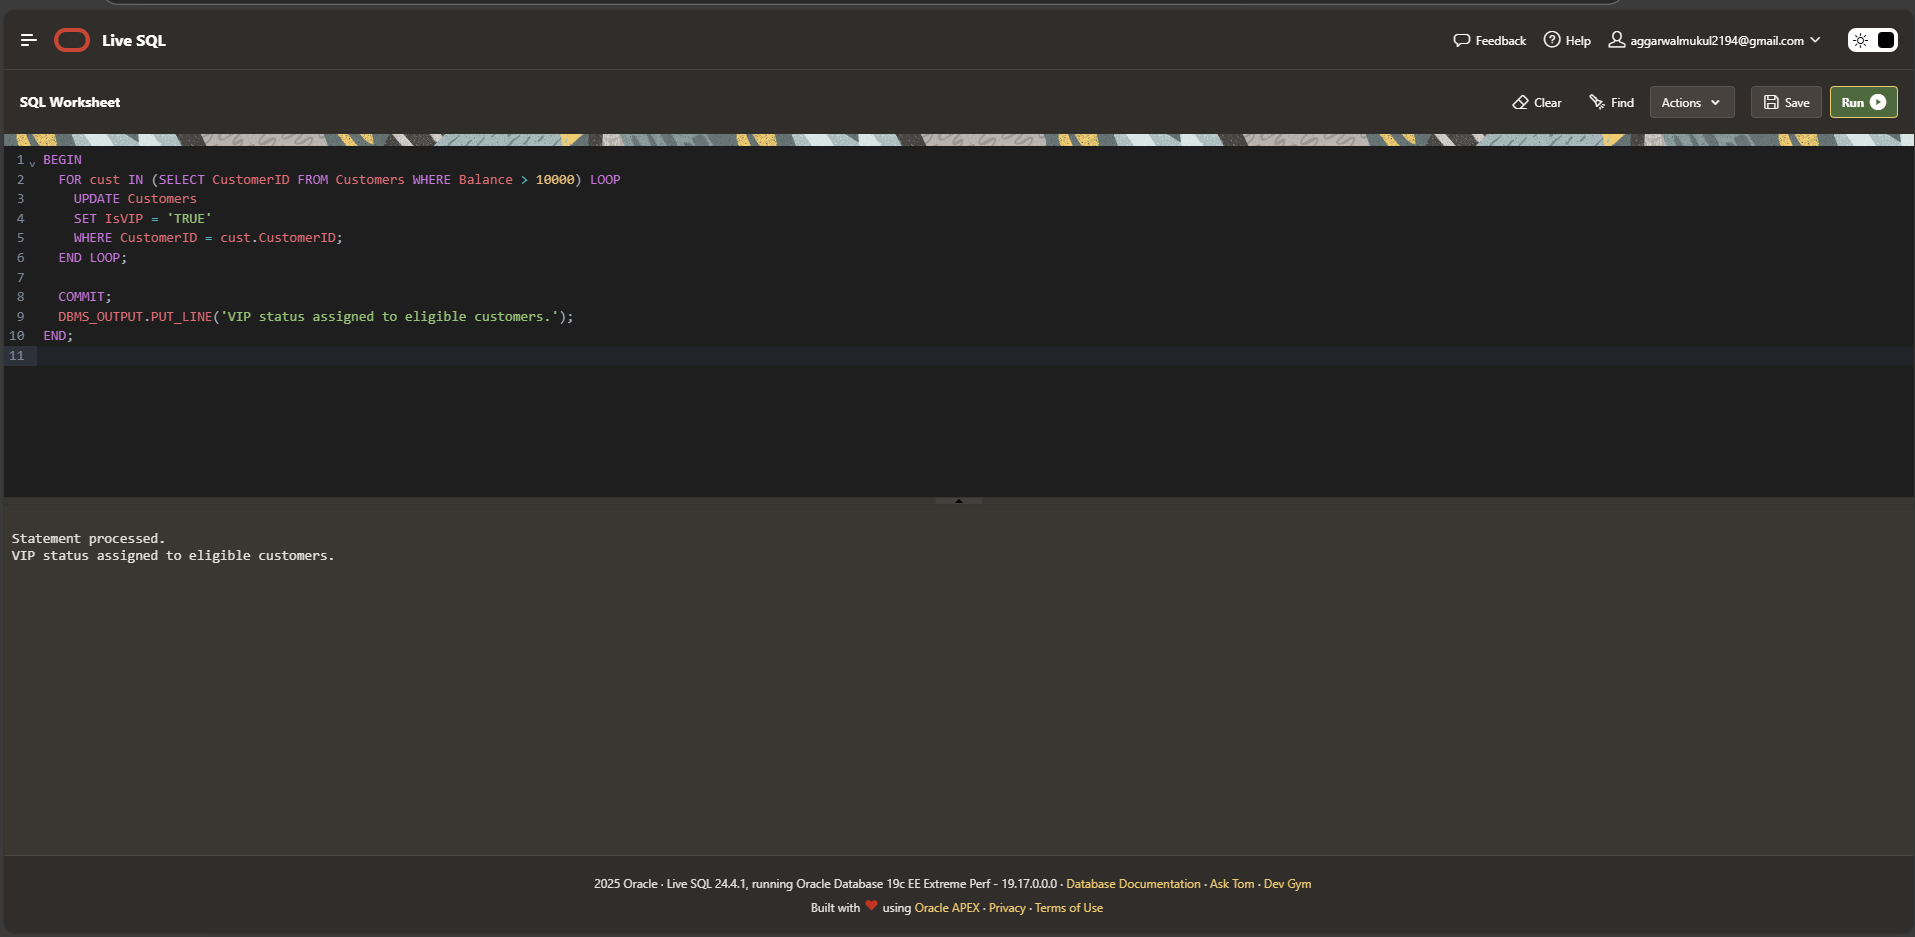 Live SQL
Feedback Help aggarwalmukul2194@gmail.com
SQL Worksheet
Clear Find Actions Save Run
1 BEGIN
2   FOR cust IN (SELECT CustomerID FROM Customers WHERE Balance > 10000) LOOP
3     UPDATE Customers
4     SET IsVIP = 'TRUE'
5     WHERE CustomerID = cust.CustomerID;
6   END LOOP;
7
8   COMMIT;
9   DBMS_OUTPUT.PUT_LINE('VIP status assigned to eligible customers.');
10 END;
11
Statement processed.
VIP status assigned to eligible customers.
2025 Oracle · Live SQL 24.4.1, running Oracle Database 19c EE Extreme Perf - 19.17.0.0.0 · Database Documentation · Ask Tom · Dev Gym
Built with ❤ using Oracle APEX · Privacy · Terms of Use